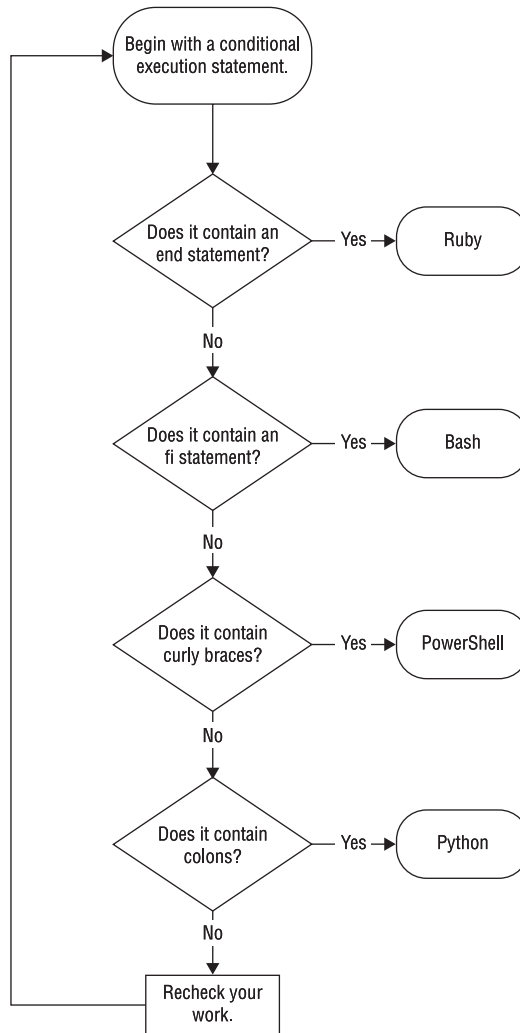 Begin with a conditional
execution statement.
Does it contain an
end statement?
Yes
Ruby
No
Does it contain an
fi statement?
Yes
Bash
No
Does it contain
curly braces?
Yes
PowerShell
No
Does it contain
colons?
Yes
Python
No
Recheck your
work.